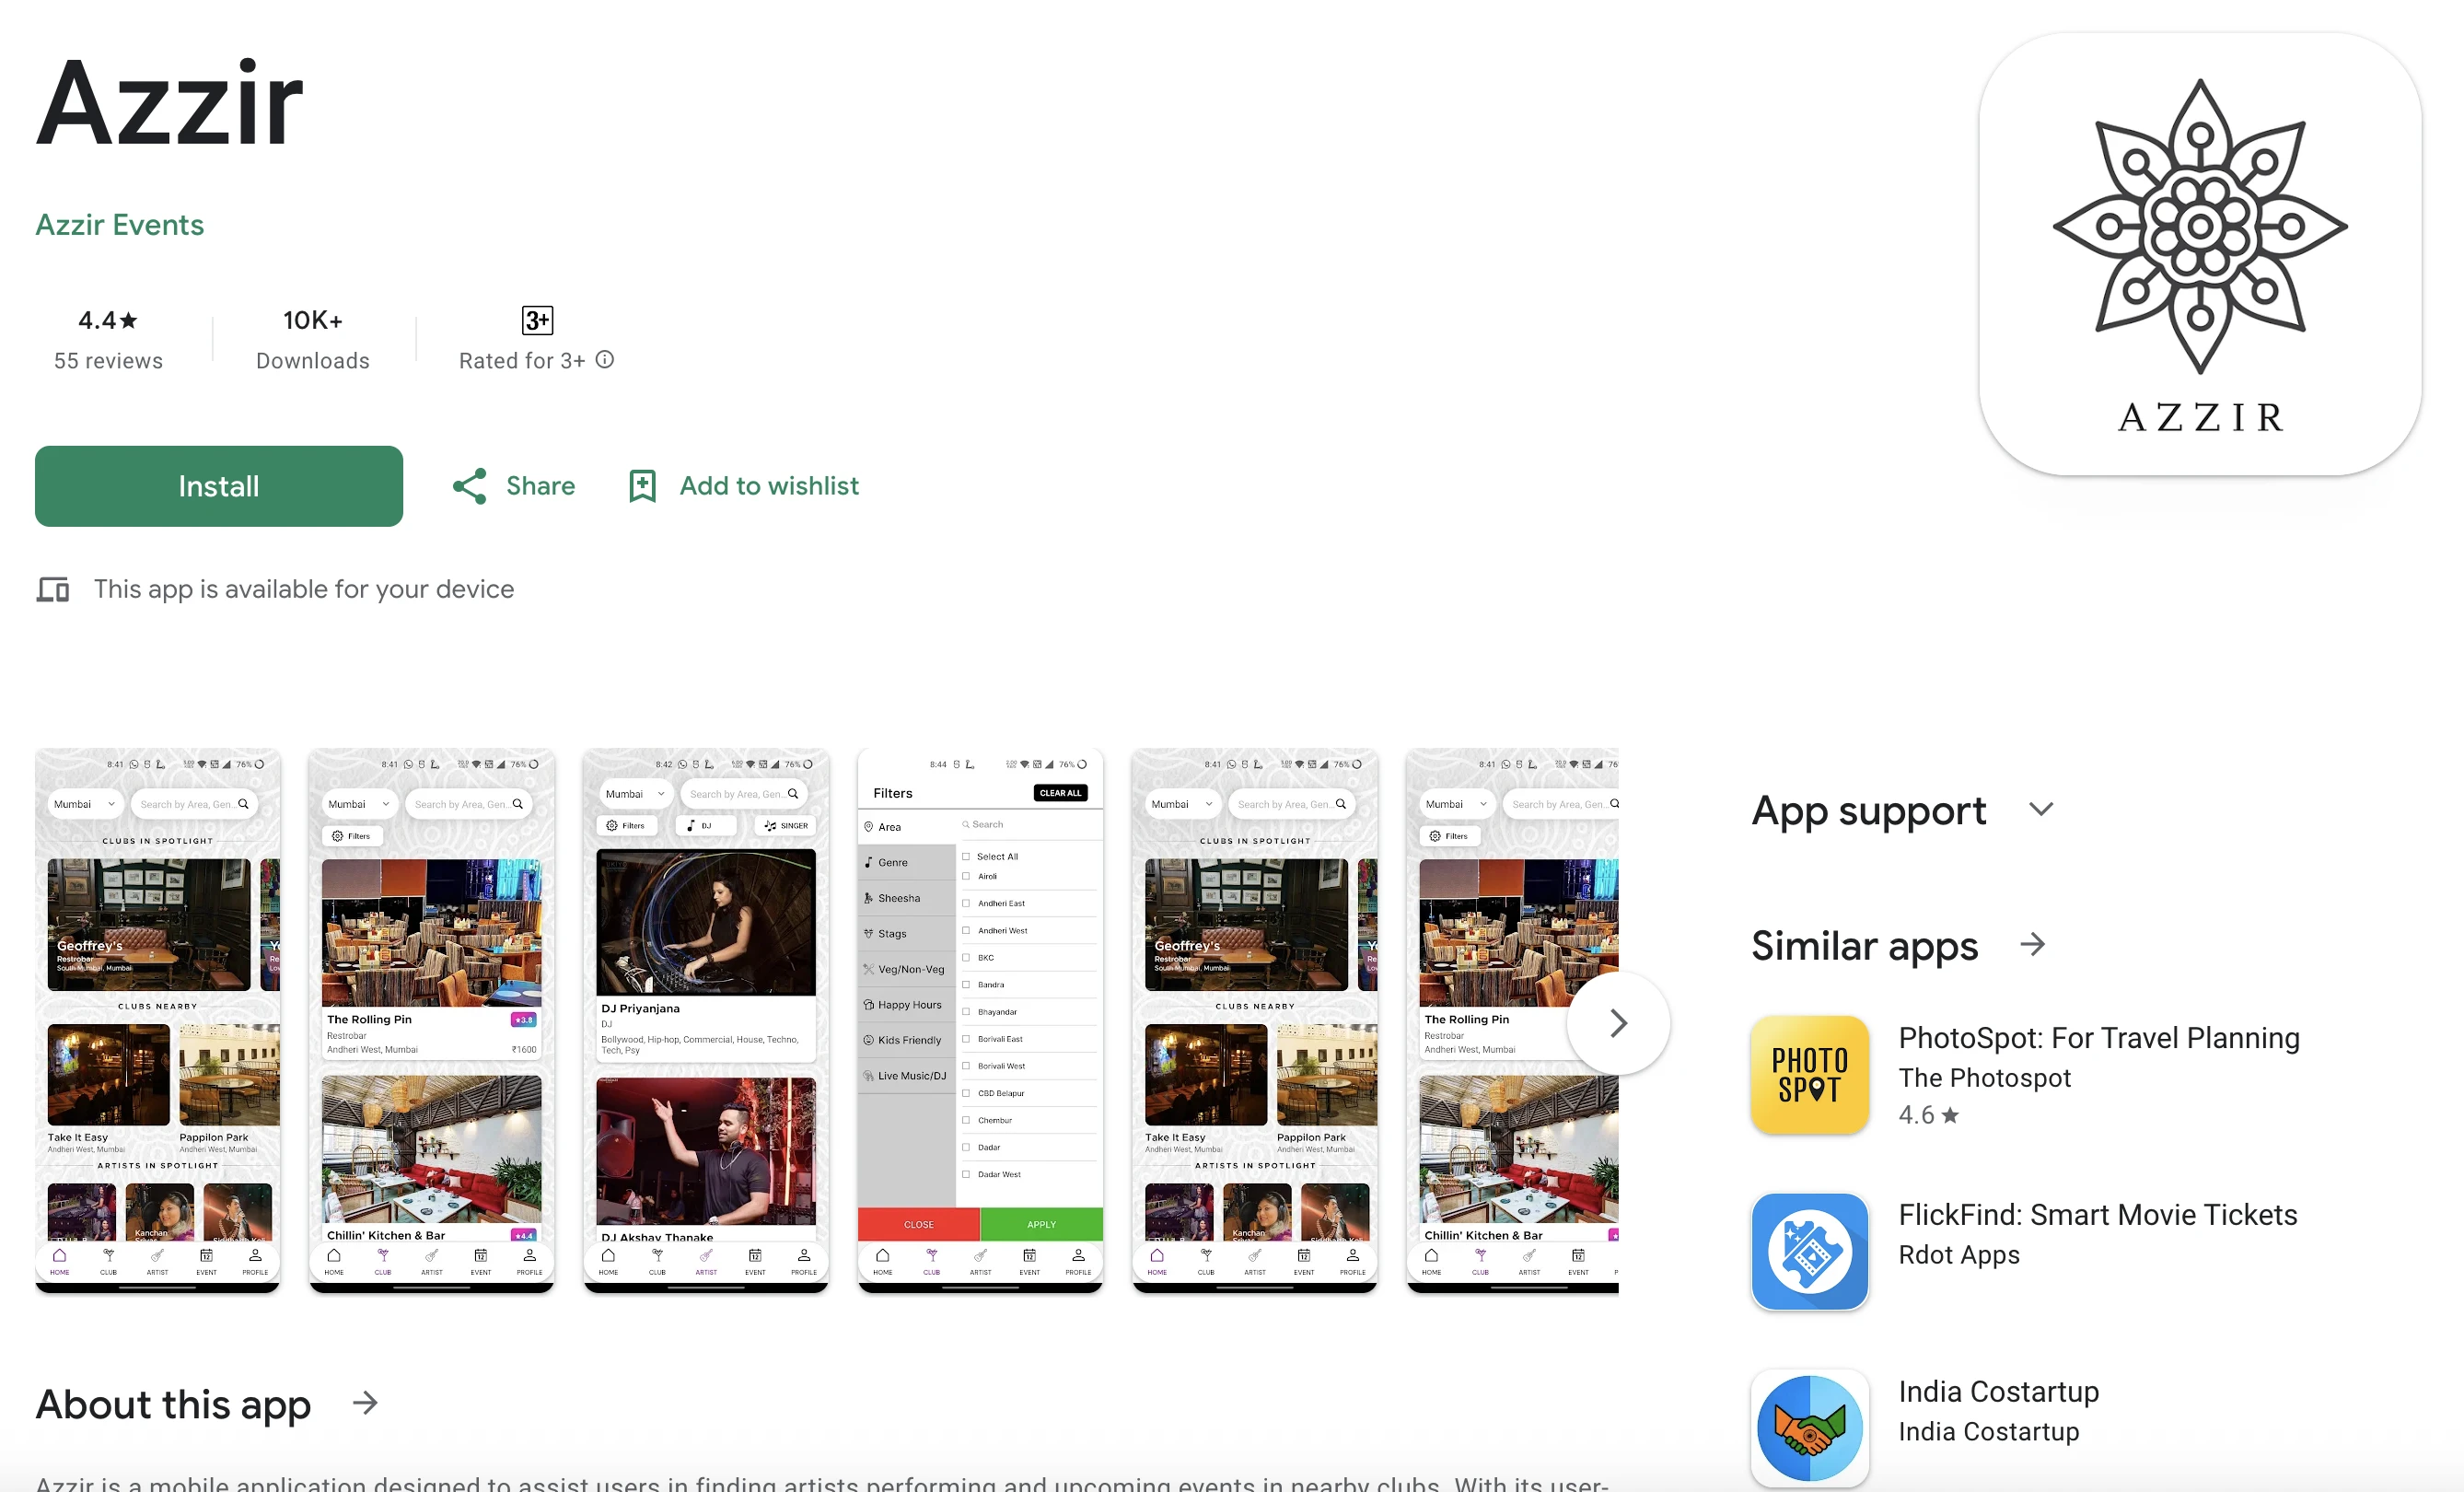 Azzir
Azzir Events
4.4★
55 reviews
10K+
Downloads
3+
Rated for 3+
Install
Share
Add to wishlist
This app is available for your device
AZZIR
8:41
76%
Mumbai
Search by Area, Gen...
CLUBS IN SPOTLIGHT
Geoffrey's
Restrobar
South Mumbai, Mumbai
CLUBS NEARBY
Take It Easy
Andheri West, Mumbai
Pappilon Park
Andheri West, Mumbai
ARTISTS IN SPOTLIGHT
Kanchan
HOME CLUB ARTIST EVENT PROFILE
8:41
76%
Mumbai
Search by Area, Gen...
Filters
The Rolling Pin
★3.8
Restrobar
Andheri West, Mumbai
₹1600
Chillin' Kitchen & Bar
★4.4
HOME CLUB ARTIST EVENT PROFILE
8:42
76%
Mumbai
Search by Area, Gen...
Filters
DJ
SINGER
DJ Priyanjana
DJ
Bollywood, Hip-hop, Commercial, House, Techno,
Tech, Psy
DJ Akshay Thanake
HOME CLUB ARTIST EVENT PROFILE
8:44
76%
Filters
CLEAR ALL
Area
Genre
Sheesha
Stags
Veg/Non-Veg
Happy Hours
Kids Friendly
Live Music/DJ
Search
Select All
Airoli
Andheri East
Andheri West
BKC
Bandra
Bhayandar
Borivali East
Borivali West
CBD Belapur
Chembur
Dadar
Dadar West
CLOSE
APPLY
HOME CLUB ARTIST EVENT PROFILE
8:41
76%
Mumbai
Search by Area, Gen...
CLUBS IN SPOTLIGHT
Geoffrey's
Restrobar
South Mumbai, Mumbai
CLUBS NEARBY
Take It Easy
Andheri West, Mumbai
Pappilon Park
Andheri West, Mumbai
ARTISTS IN SPOTLIGHT
Kanchan
HOME CLUB ARTIST EVENT PROFILE
8:41
76
Mumbai
Search by Area, Gen...
Filters
The Rolling Pin
Restrobar
Andheri West, Mumbai
Chillin' Kitchen & Bar
HOME CLUB ARTIST EVENT P
App support
Similar apps
PHOTO
SPOT
PhotoSpot: For Travel Planning
The Photospot
4.6★
FlickFind: Smart Movie Tickets
Rdot Apps
India Costartup
India Costartup
About this app
Azzir is a mobile application designed to assist users in finding artists performing and upcoming events in nearby clubs. With its user-